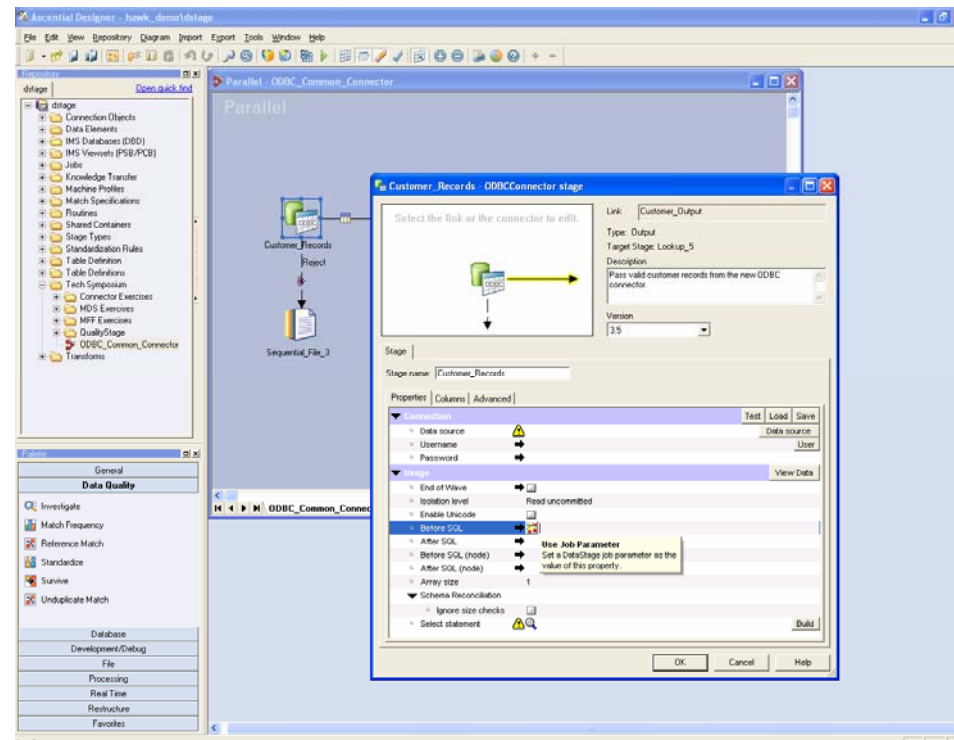 Ascential Designer - hawk_demo\dstage
File Edit View Repository Diagram Import Export Tools Window Help
Repository
dstage Open quick find
dstage
Connection Objects
Data Elements
IMS Databases (DBD)
IMS Viewsets (PSB/PCB)
Jobs
Knowledge Transfer
Machine Profiles
Match Specifications
Routines
Shared Containers
Stage Types
Standardization Rules
Table Definition
Table Definitions
Tech Symposium
Connector Exercises
MDS Exercises
MFF Exercises
QualityStage
ODBC_Common_Connector
Transforms
Palette
General
Data Quality
Investigate
Match Frequency
Reference Match
Standardize
Survive
Unduplicate Match
Database
Development/Debug
File
Processing
Real Time
Restructure
Favorites
Parallel - ODBC_Common_Connector
Parallel
ODBC
Customer_Records
Reject
Sequential_File_3
ODBC_Common_Connec
Customer_Records - ODBCConnector stage
Select the link or the connector to edit.
ODBC
Link: Customer_Output
Type: Output
Target Stage: Lookup_5
Description
Pass valid customer records from the new ODBC
connector.
Version
3.5
Stage
Stage name: Customer_Records
Properties Columns Advanced
Connection Test Load Save
Data source Data source
Username User
Password
Usage View Data
End of Wave
Isolation level Read uncommitted
Enable Unicode
Before SQL
After SQL
Before SQL (node)
After SQL (node)
Use Job Parameter
Set a DataStage job parameter as the
value of this property.
Array size 1
Schema Reconciliation
Ignore size checks
Select statement Build
OK Cancel Help